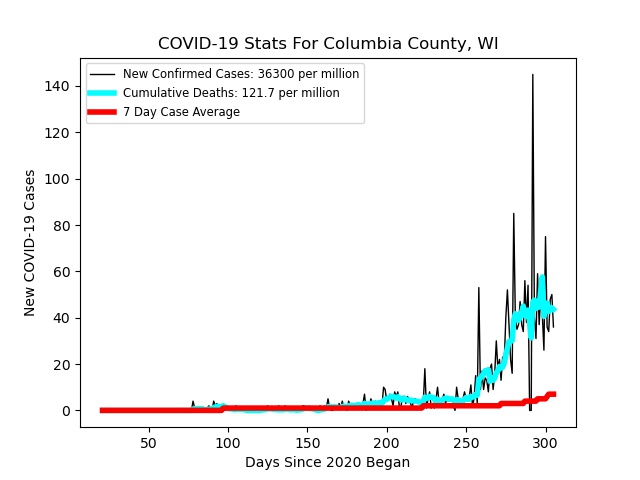 COVID-19 Stats For Columbia County, WI
New Confirmed Cases: 36300 per million
Cumulative Deaths: 121.7 per million
7 Day Case Average
New COVID-19 Cases
140
120
100
80
60
40
20
0
50 100 150 200 250 300
Days Since 2020 Began